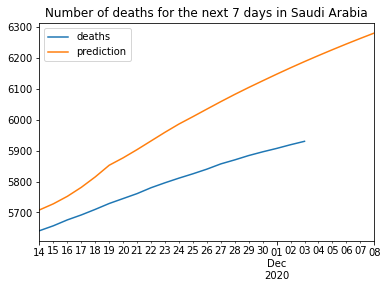 Number of deaths for the next 7 days in Saudi Arabia
deaths
prediction
6300
6200
6100
6000
5900
5800
5700
14 15 16 17 18 19 20 21 22 23 24 25 26 27 28 29 30 01 02 03 04 05 06 07 08
Dec
2020